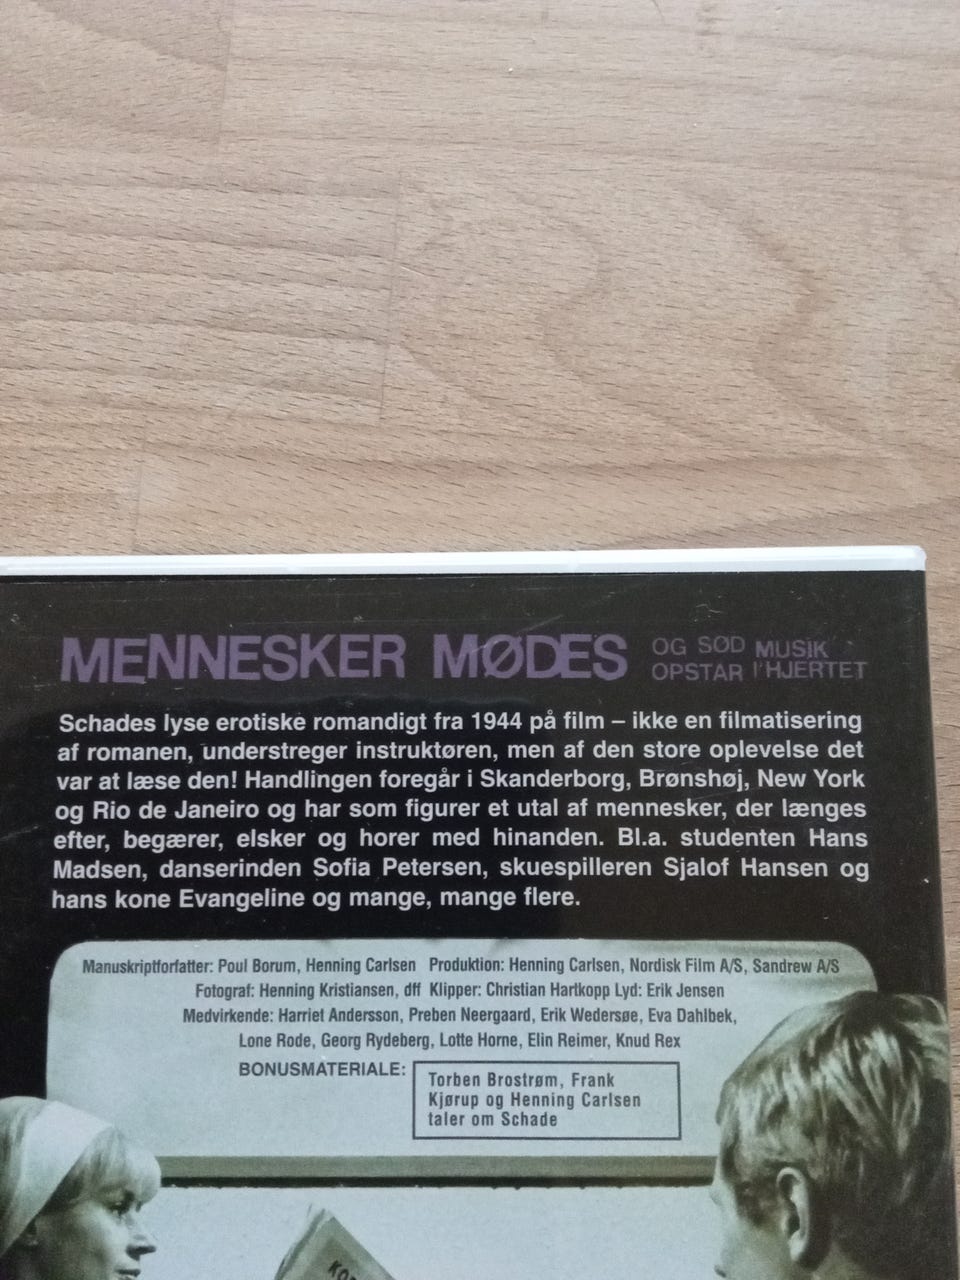 MENNESKER MØDES OG SØD MUSIK
OPSTAR I HJERTET
Schades lyse erotiske romandigt fra 1944 på film – ikke en filmatisering
af romanen, understreger instruktøren, men af den store oplevelse det
var at læse den! Handlingen foregår i Skanderborg, Brønshøj, New York
og Rio de Janeiro og har som figurer et utal af mennesker, der længes
efter, begærer, elsker og horer med hinanden. Bl.a. studenten Hans
Madsen, danserinden Sofia Petersen, skuespilleren Sjalof Hansen og
hans kone Evangeline og mange, mange flere.
Manuskriptforfatter: Poul Borum, Henning Carlsen Produktion: Henning Carlsen, Nordisk Film A/S, Sandrew A/S
Fotograf: Henning Kristiansen, dff Klipper: Christian Hartkopp Lyd: Erik Jensen
Medvirkende: Harriet Andersson, Preben Neergaard, Erik Wedersøe, Eva Dahlbek,
Lone Rode, Georg Rydeberg, Lotte Horne, Elin Reimer, Knud Rex
BONUSMATERIALE:
Torben Brostrøm, Frank
Kjørup og Henning Carlsen
taler om Schade